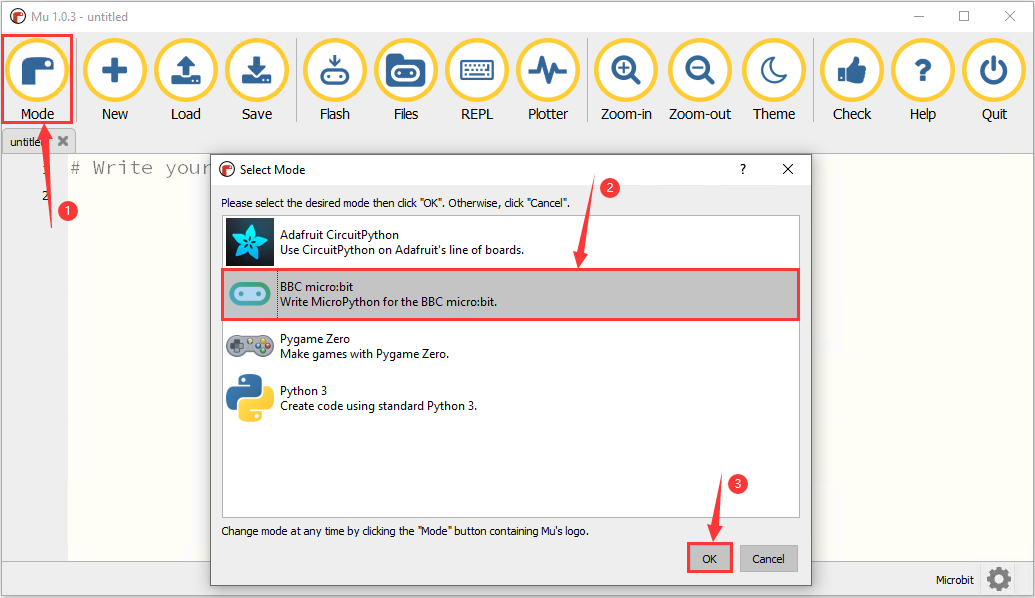 Mu 1.0.3 - untitled
Mode New Load Save Flash Files REPL Plotter Zoom-in Zoom-out Theme Check Help Quit
untitle
1 # Write your
2
1
Select Mode
?
2
Please select the desired mode then click "OK". Otherwise, click "Cancel".
Adafruit CircuitPython
Use CircuitPython on Adafruit's line of boards.
BBC micro:bit
Write MicroPython for the BBC micro:bit.
Pygame Zero
Make games with Pygame Zero.
Python 3
Create code using standard Python 3.
3
Change mode at any time by clicking the "Mode" button containing Mu's logo.
OK Cancel
Microbit